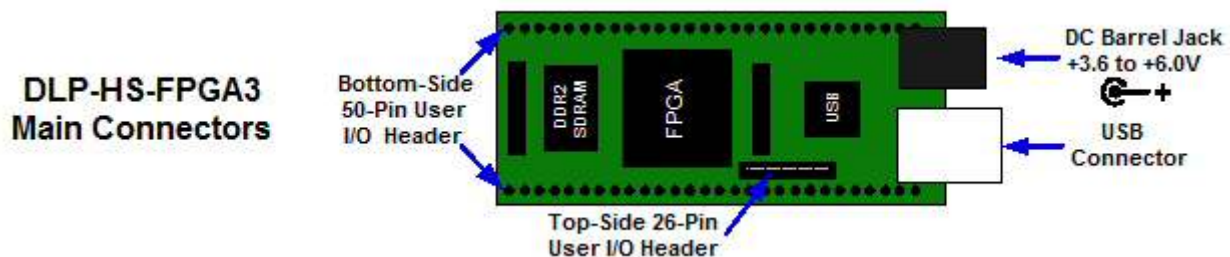 DLP-HS-FPGA3
Main Connectors
Bottom-Side
50-Pin User
I/O Header
DDR2
SDRAM
FPGA
USB
DC Barrel Jack
+3.6 to +6.0V
+
USB
Connector
Top-Side 26-Pin
User I/O Header